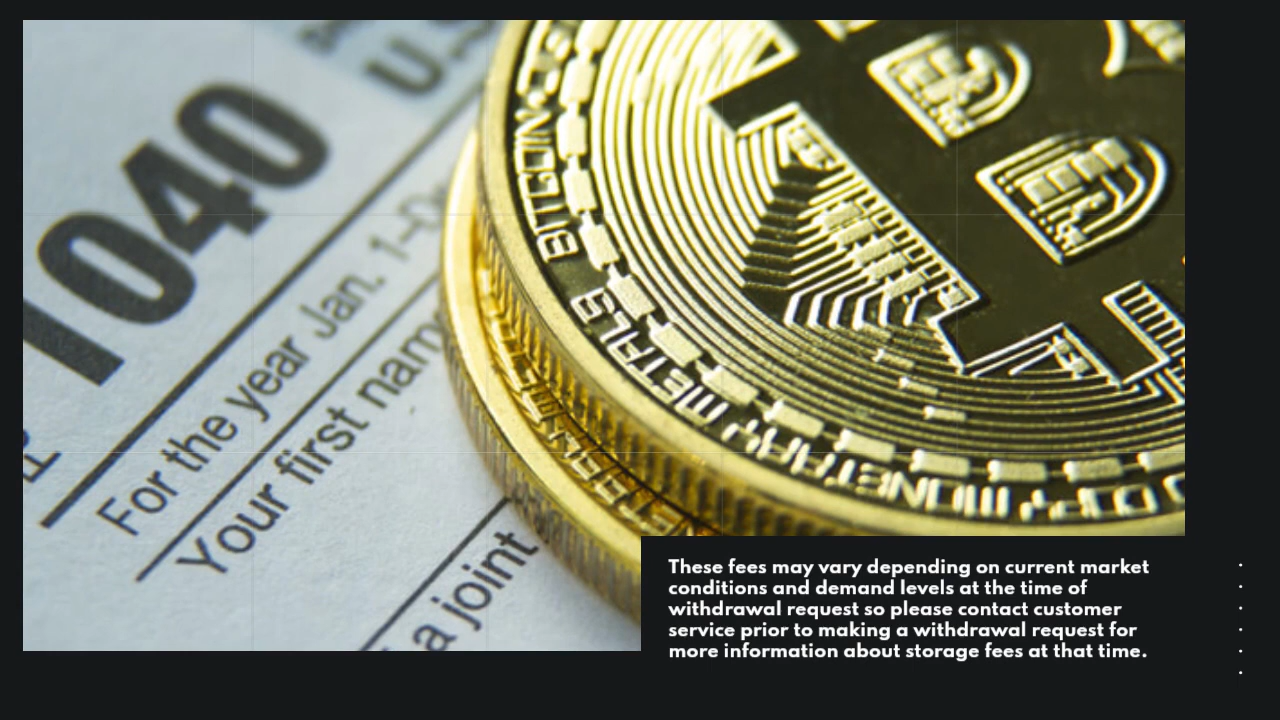 1040
U.S.
For the year Jan. 1–De
Your first nam
a joint
BITCOIN
METALS
These fees may vary depending on current market
conditions and demand levels at the time of
withdrawal request so please contact customer
service prior to making a withdrawal request for
more information about storage fees at that time.